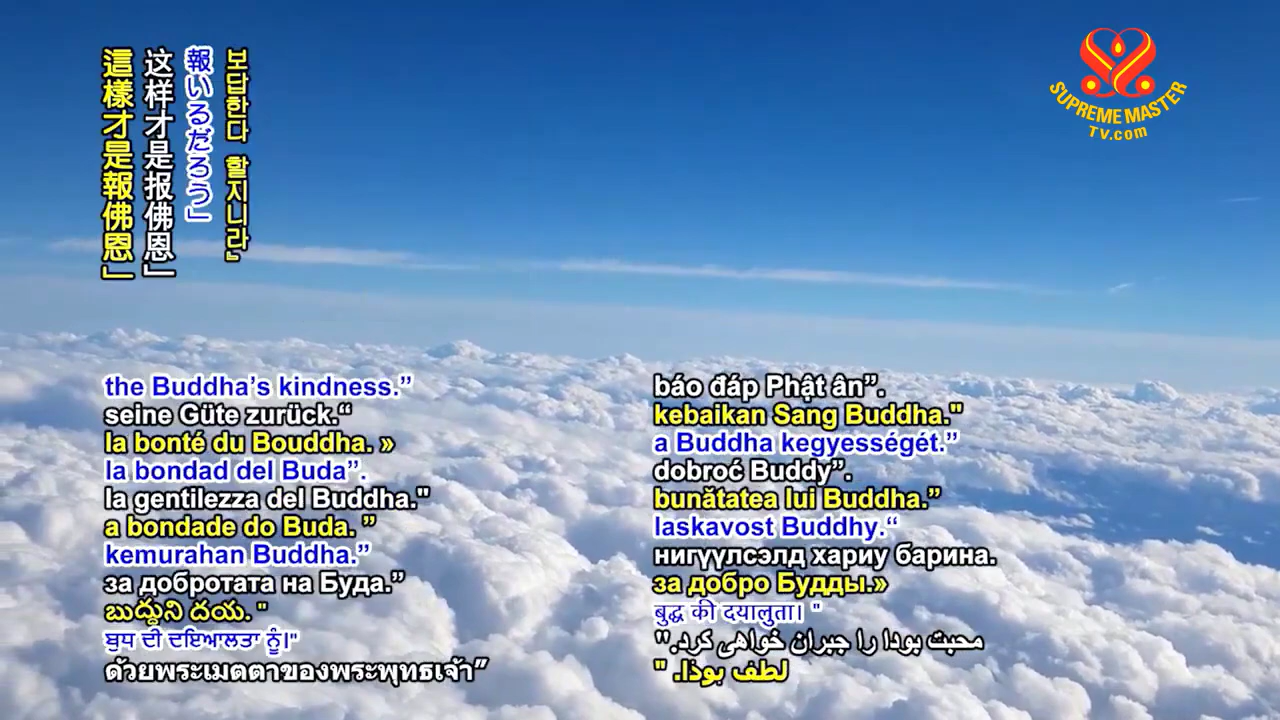 보답한다 할지니라』
報いるだろう」
这样才是报佛恩」
這樣才是報佛恩」
SUPREME MASTER
TV.com
the Buddha’s kindness.”
seine Güte zurück.“
la bonté du Bouddha. »
la bondad del Buda”.
la gentilezza del Buddha."
a bondade do Buda. ”
kemurahan Buddha.”
за добротата на Буда.”
బుద్ధుని దయ. "
ਬੁਧ ਦੀ ਦਇਆਲਤਾ ਨੂੰ।"
ด้วยพระเมตตาของพระพุทธเจ้า”
báo đáp Phật ân”.
kebaikan Sang Buddha."
a Buddha kegyességét.”
dobroć Buddy”.
bunătatea lui Buddha.”
laskavost Buddhy.“
нигүүлсэлд хариу барина.
за добро Будды.»
बुद्ध की दयालुता। "
محبت بودا را جبران خواهی کرد."
لطف بوذا. "